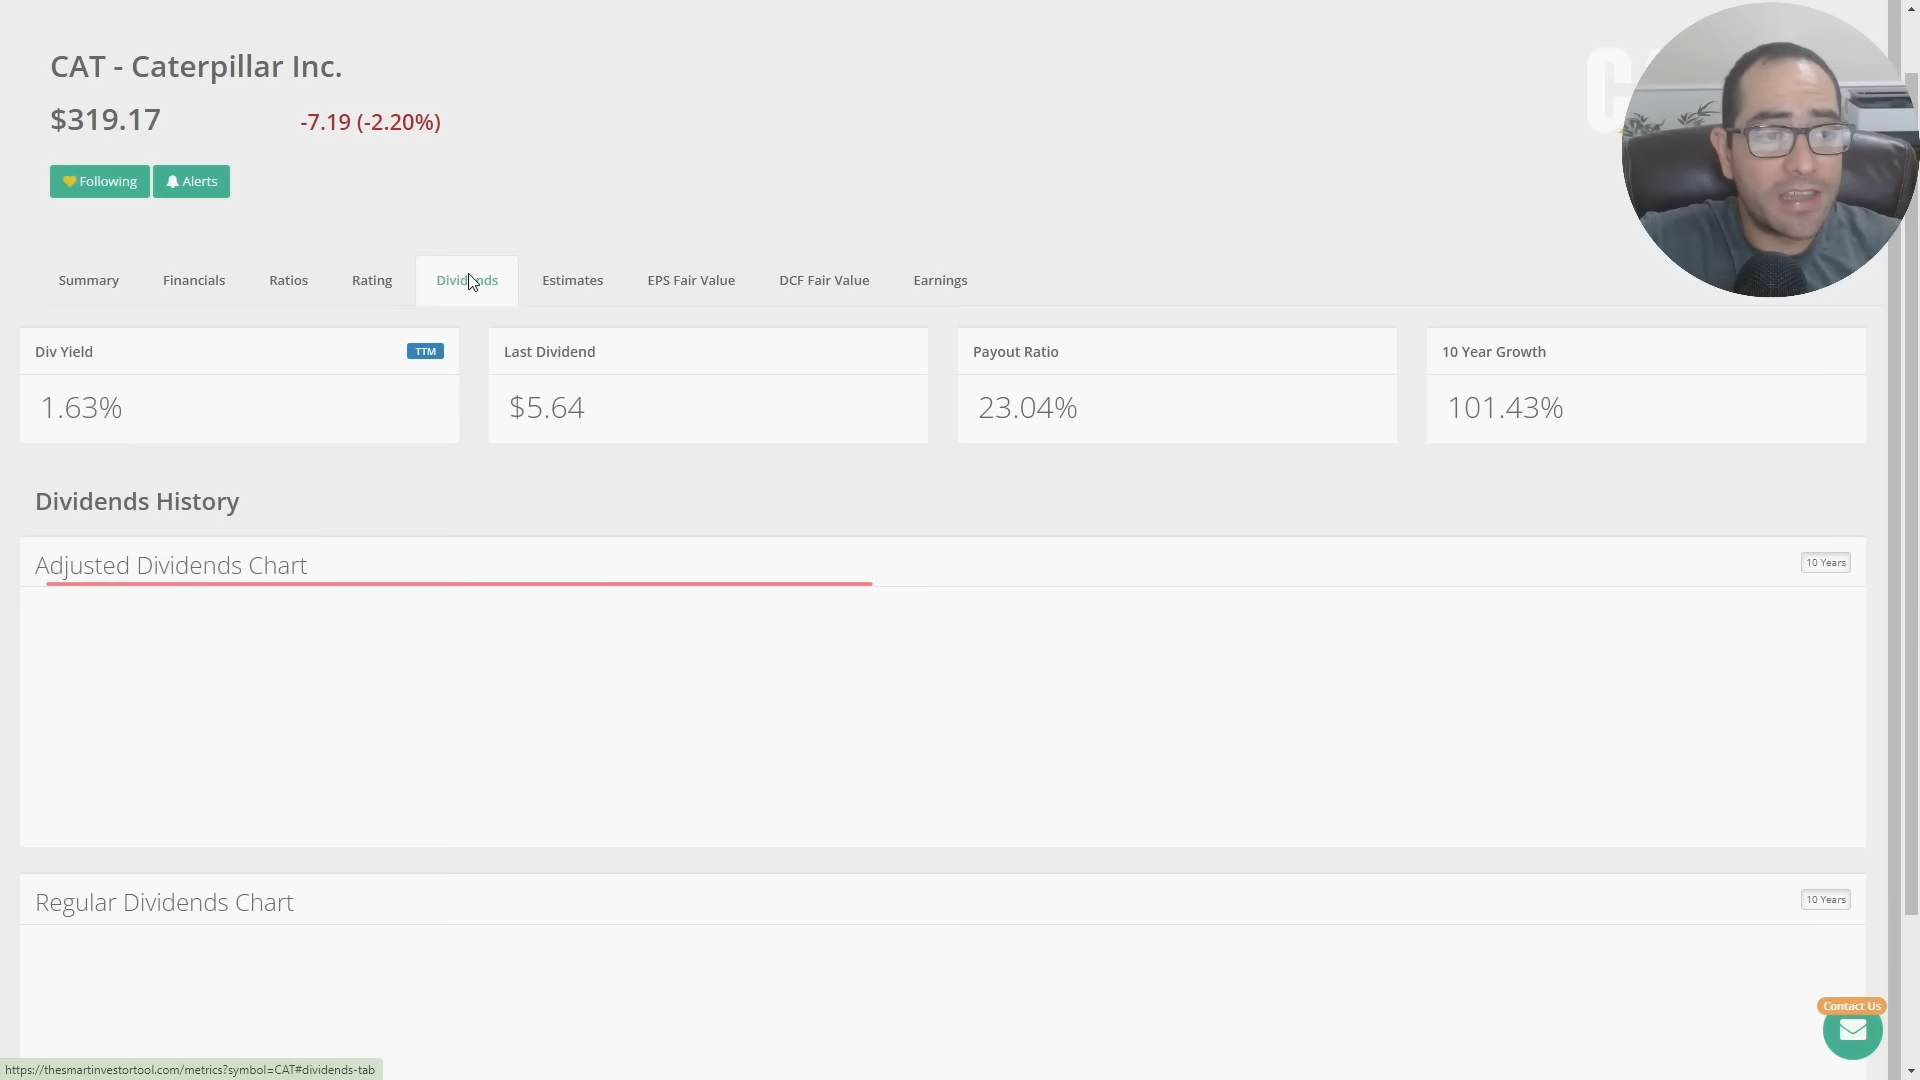 CAT - Caterpillar Inc.
$319.17 -7.19 (-2.20%)
Following Alerts
Summary Financials Ratios Rating Dividends Estimates EPS Fair Value DCF Fair Value Earnings
Div Yield TTM Last Dividend Payout Ratio 10 Year Growth
1.63% $5.64 23.04% 101.43%
Dividends History
Adjusted Dividends Chart 10 Years
Regular Dividends Chart 10 Years
Contact Us
https://thesmartinvestortool.com/metrics?symbol=CAT#dividends-tab